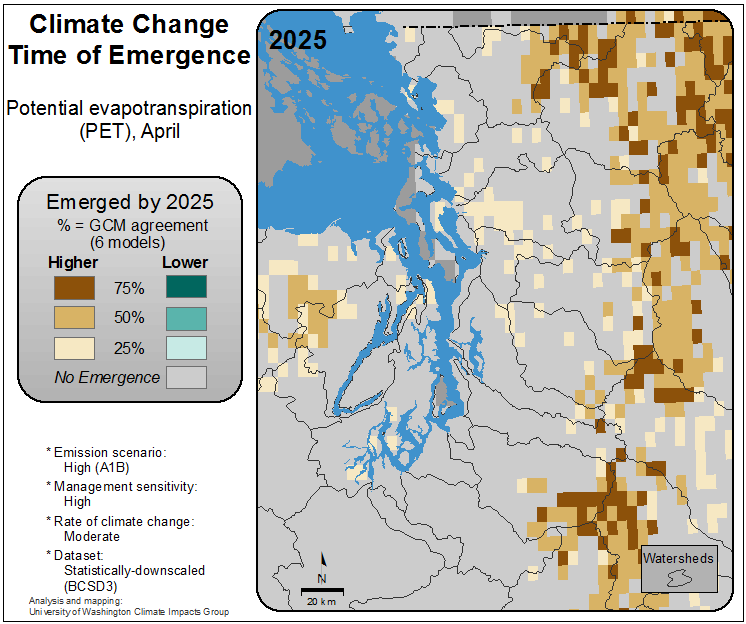 Climate Change
Time of Emergence
Potential evapotranspiration
(PET), April
Emerged by 2025
% = GCM agreement
(6 models)
Higher Lower
75%
50%
25%
No Emergence
* Emission scenario:
High (A1B)
* Management sensitivity:
High
* Rate of climate change:
Moderate
* Dataset:
Statistically-downscaled
(BCSD3)
Analysis and mapping:
University of Washington Climate Impacts Group
2025
N
20 km
Watersheds